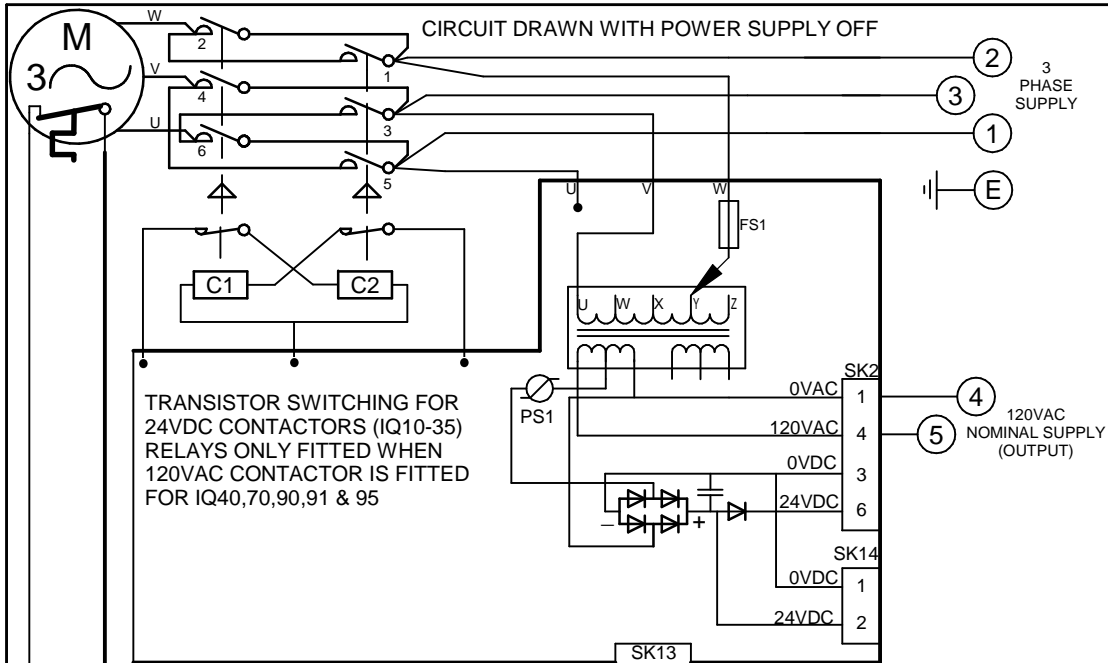 CIRCUIT DRAWN WITH POWER SUPPLY OFF
W
M
3
V
U
2
1
4
3
6
5
2
3
1
E
3
PHASE
SUPPLY
U
V
W
FS1
C1
C2
U
W
X
Y
Z
PS1
TRANSISTOR SWITCHING FOR
24VDC CONTACTORS (IQ10-35)
RELAYS ONLY FITTED WHEN
120VAC CONTACTOR IS FITTED
FOR IQ40,70,90,91 & 95
SK2
0VAC
1
4
120VAC
4
5
120VAC
NOMINAL SUPPLY
(OUTPUT)
0VDC
3
24VDC
6
–
+
SK14
0VDC
1
24VDC
2
SK13